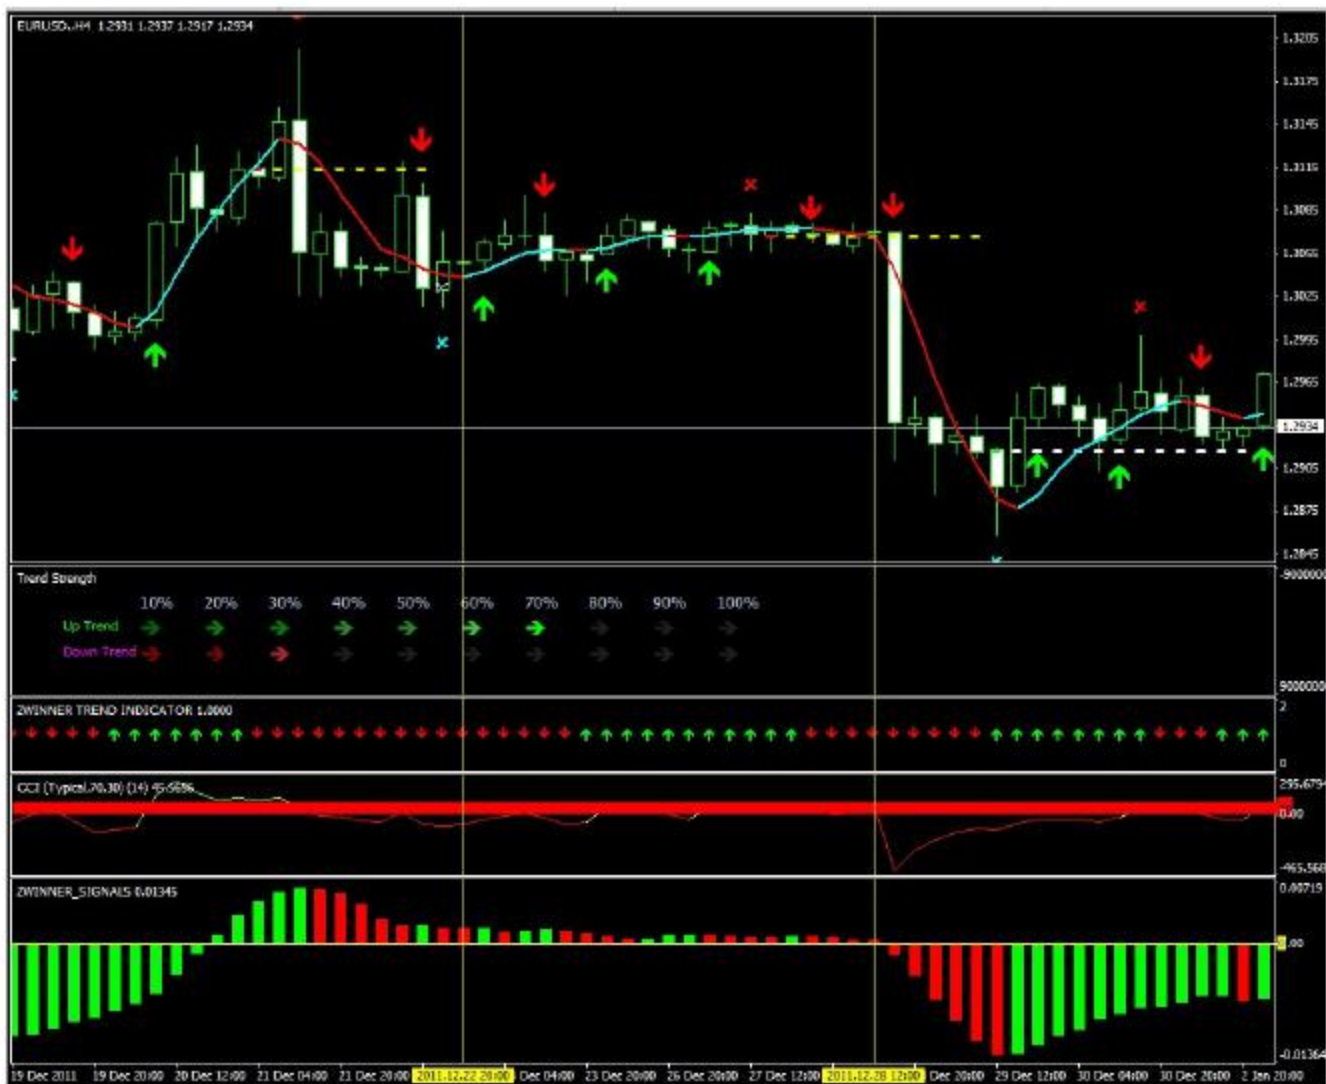 EURUSD.,H4 1.2931 1.2937 1.2917 1.2934
1.3205
1.3175
1.3145
1.3115
1.3085
1.3055
1.3025
1.2995
1.2965
1.2934
1.2905
1.2875
1.2845
Trend Strength
-9000000
10% 20% 30% 40% 50% 60% 70% 80% 90% 100%
Up Trend
Down Trend
9000000
2WINNER TREND INDICATOR 1.0000
2
0
CCI (Typical,70,30) (14)
295.6794
0.00
-465.568
2WINNER_SIGNALS 0.01345
0.00719
0.00
-0.01364
19 Dec 2011 19 Dec 20:00 20 Dec 12:00 21 Dec 04:00 21 Dec 20:00 2011.12.22 20:00 Dec 04:00 23 Dec 20:00 26 Dec 20:00 27 Dec 12:00 2011.12.28 12:00 Dec 20:00 29 Dec 12:00 30 Dec 04:00 30 Dec 20:00 2 Jan 20:00